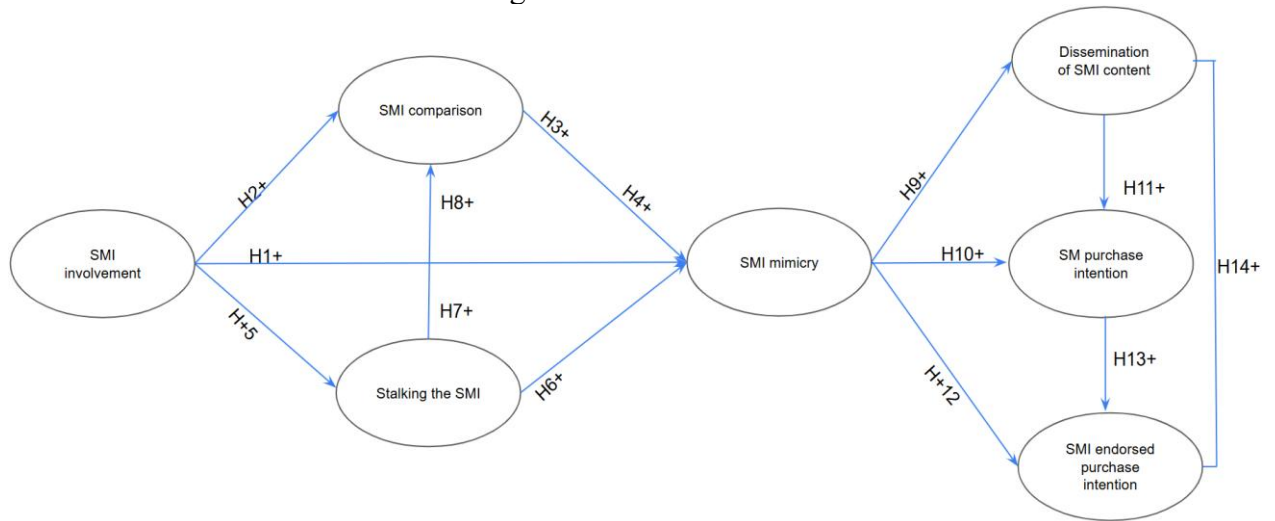 Dissemination
of SMI content
SMI comparison
H3+
H2+
H8+
H4+
H9+
H11+
SMI
involvement
H1+
SMI mimicry
H10+
SM purchase
intention
H14+
H+5
H7+
H6+
H+12
H13+
Stalking the SMI
SMI endorsed
purchase
intention